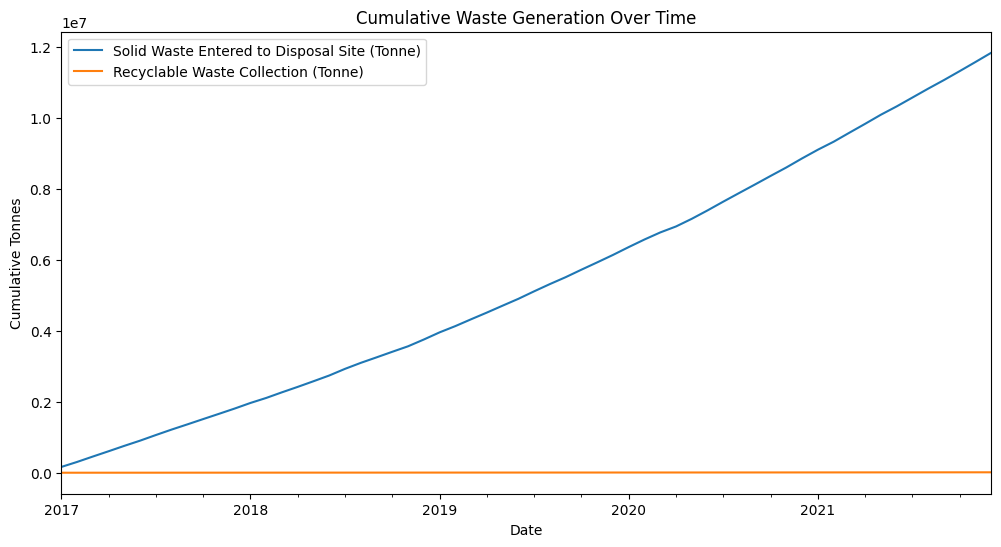 Cumulative Waste Generation Over Time
1e7
Solid Waste Entered to Disposal Site (Tonne)
Recyclable Waste Collection (Tonne)
1.2
1.0
0.8
0.6
0.4
0.2
0.0
Cumulative Tonnes
2017
2018
2019
2020
2021
Date